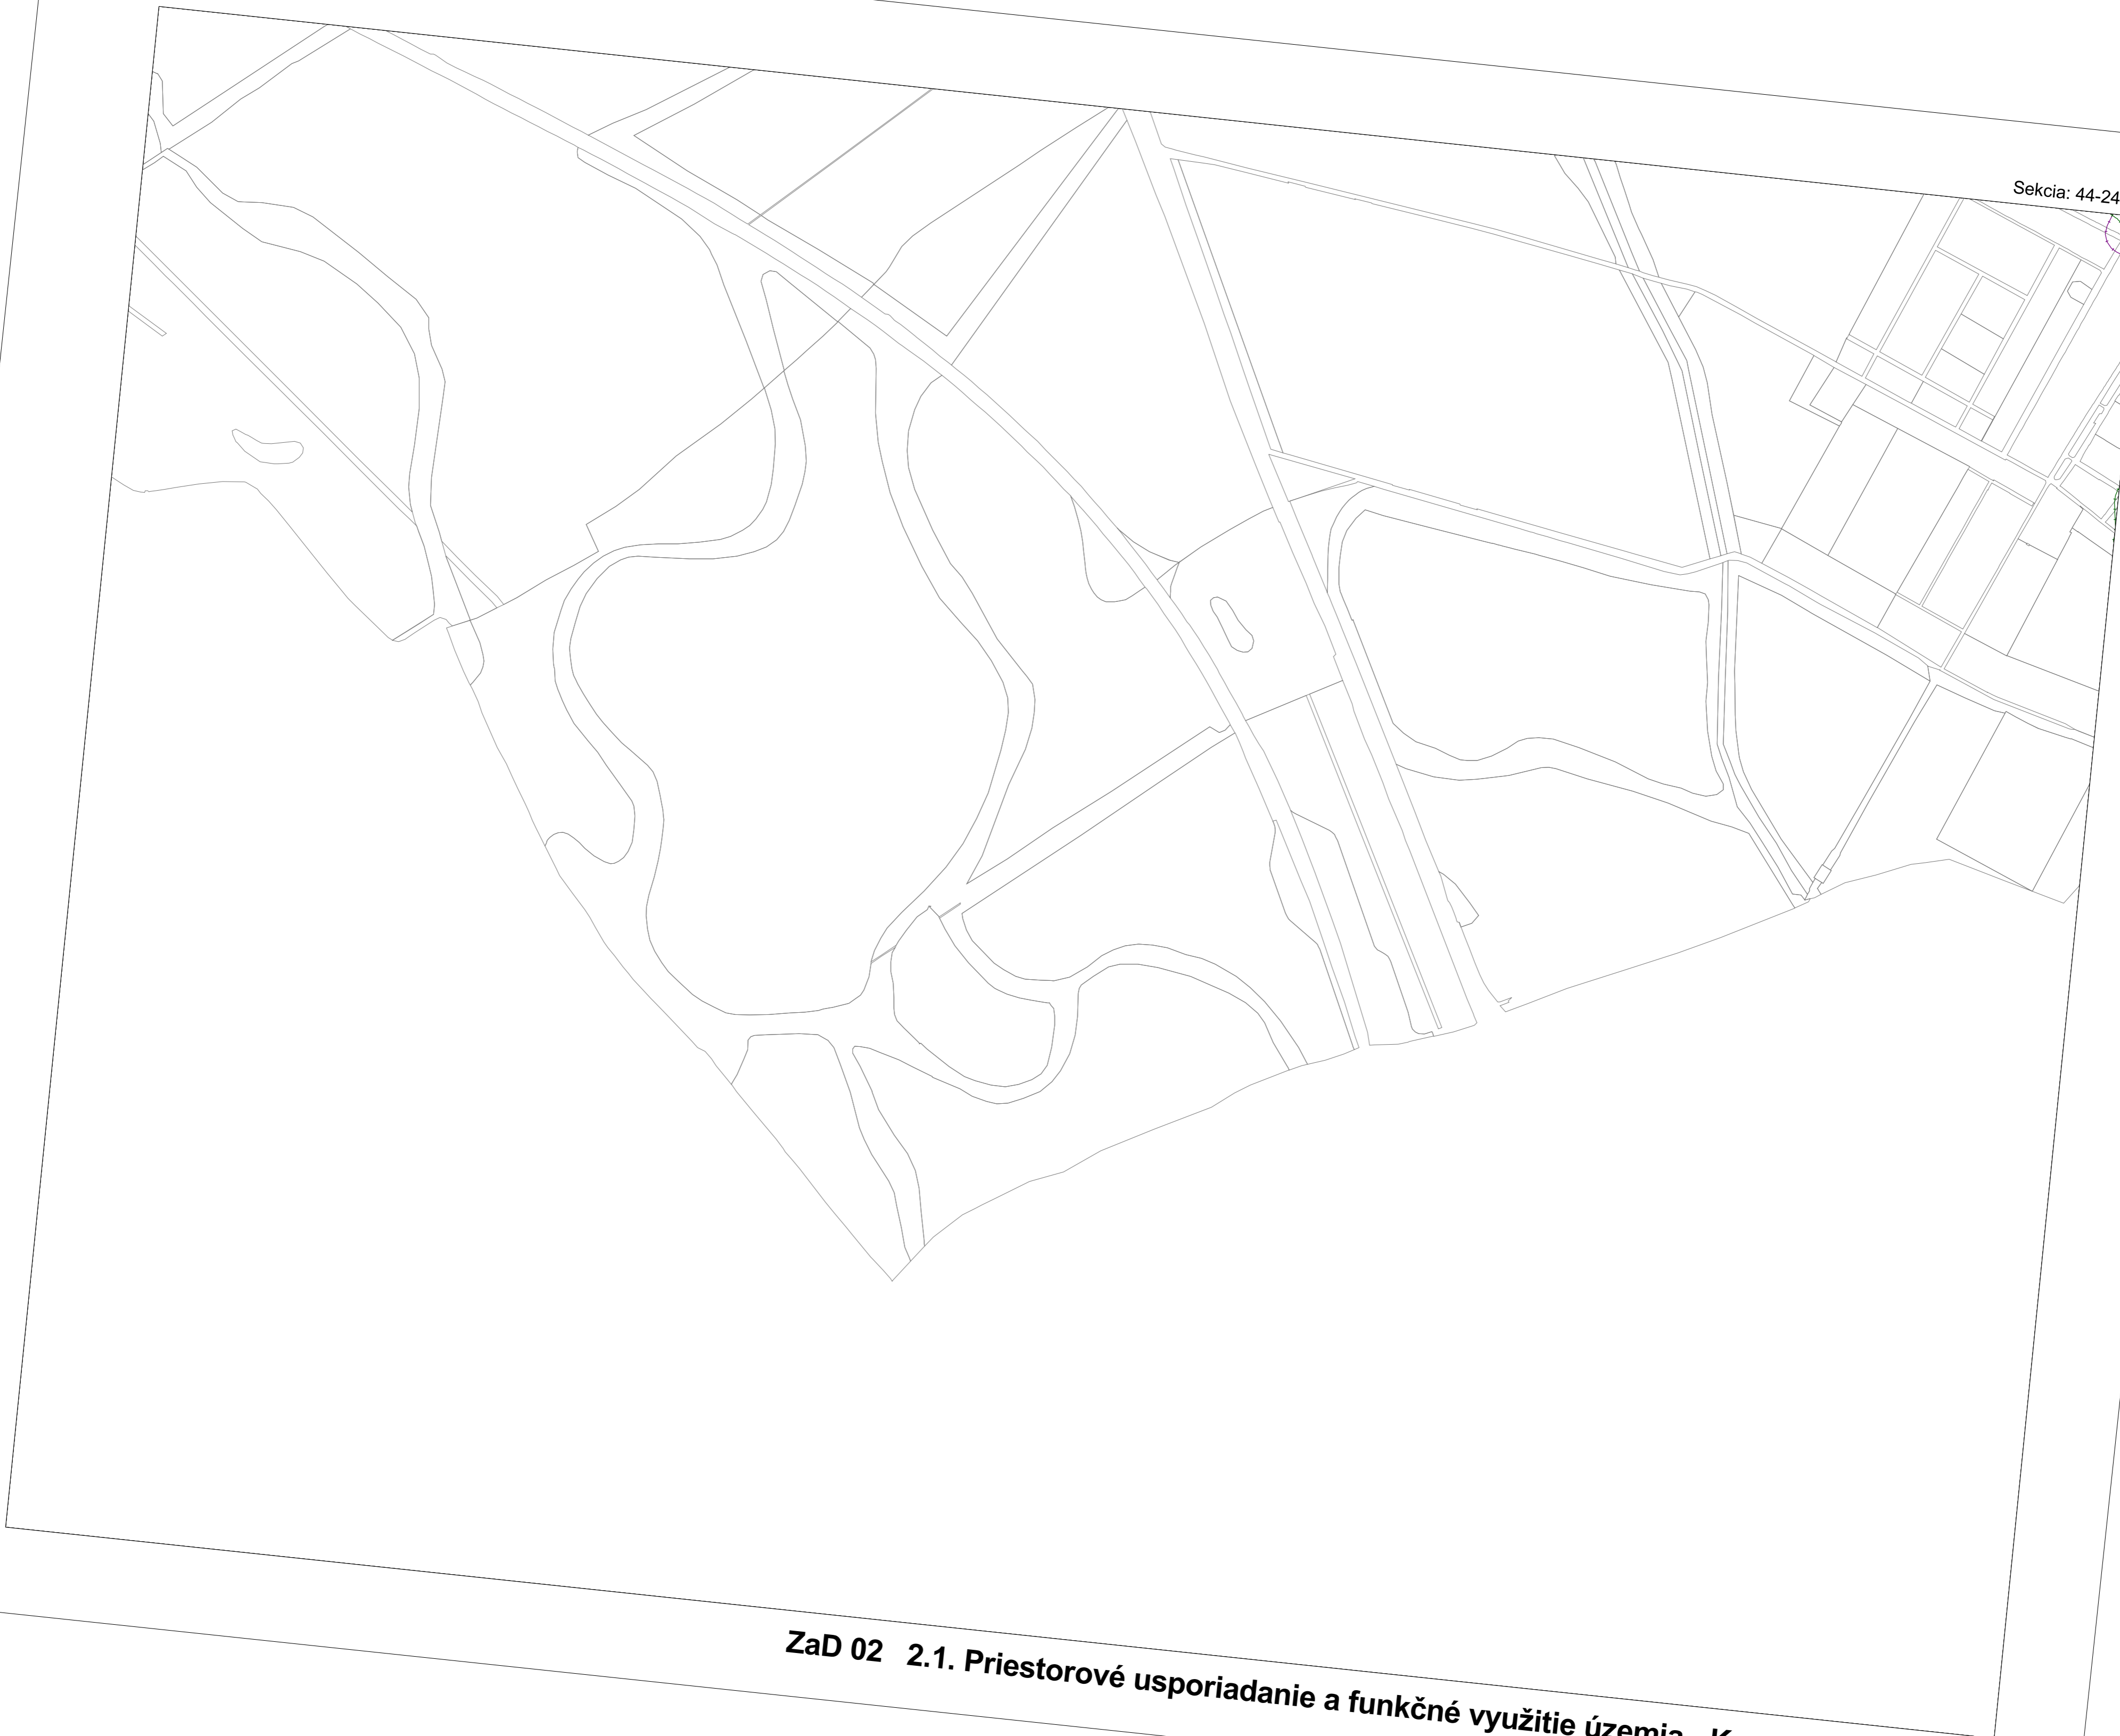 Sekcia: 44-24
ZaD 02 2.1. Priestorové usporiadanie a funkčné využitie územia - K